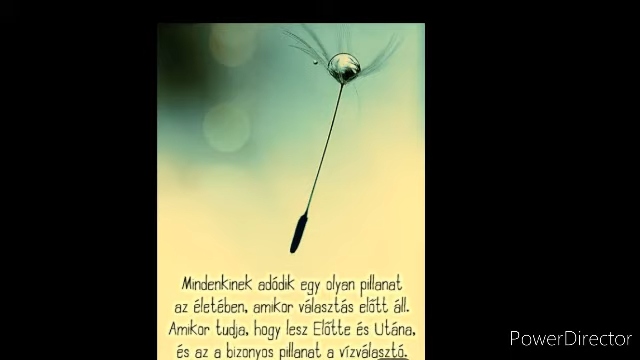 Mindenkinek adódik egy olyan pillanat
az életében, amikor választás előtt áll.
Amikor tudja, hogy lesz Előtte és Utána,
és az a bizonyos pillanat a vízválasztó.
PowerDirector